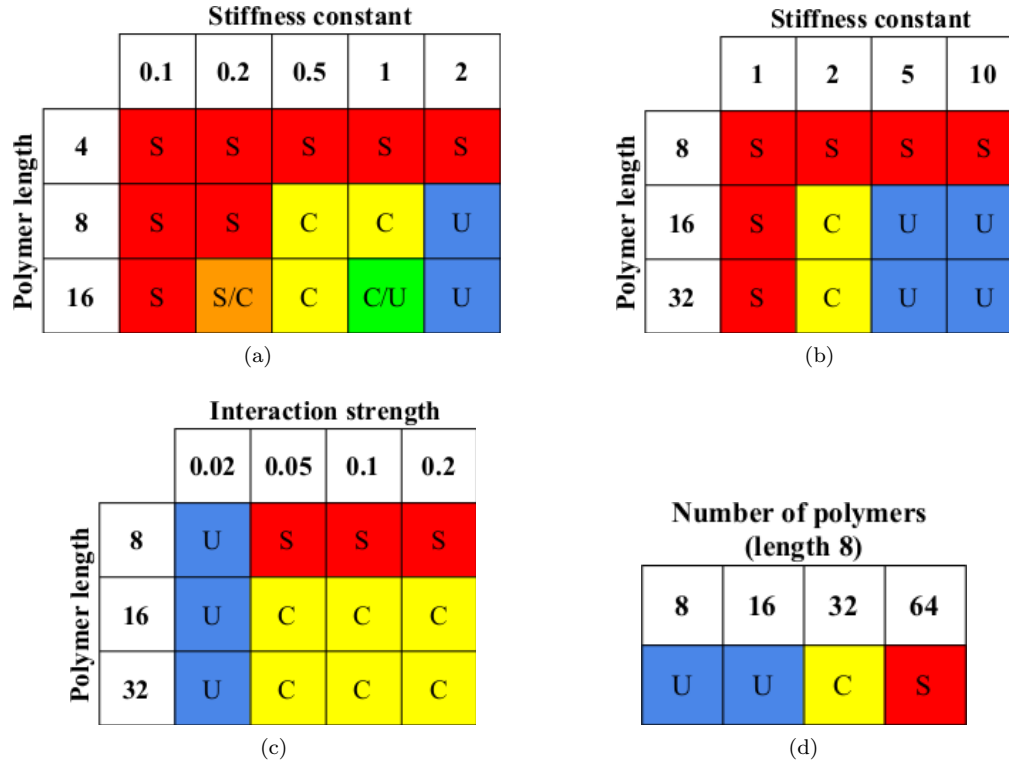 Stiffness constant
0.1 0.2 0.5 1 2
Polymer length
4 S S S S S
8 S S C C U
16 S S/C C C/U U
(a)
Stiffness constant
1 2 5 10
8 S S S S
Polymer length
16 S C U U
32 S C U U
(b)
Interaction strength
0.02 0.05 0.1 0.2
Polymer length
8 U S S S
16 U C C C
32 U C C C
(c)
Number of polymers
(length 8)
8 16 32 64
U U C S
(d)